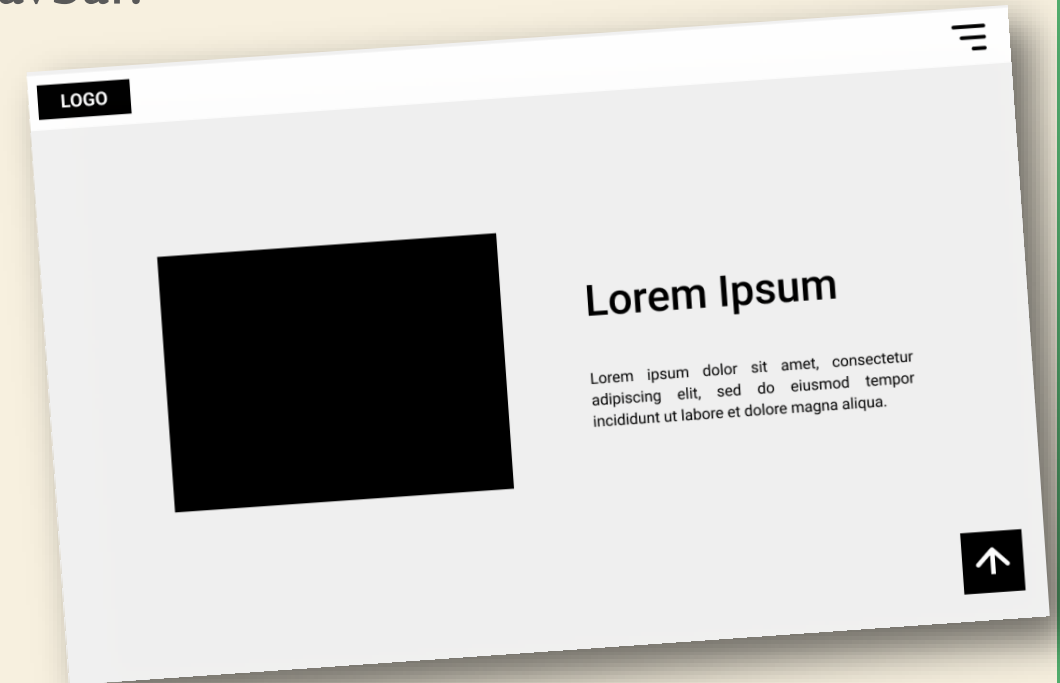 LOGO
Lorem Ipsum
Lorem ipsum dolor sit amet, consectetur
adipiscing elit, sed do eiusmod tempor
incididunt ut labore et dolore magna aliqua.